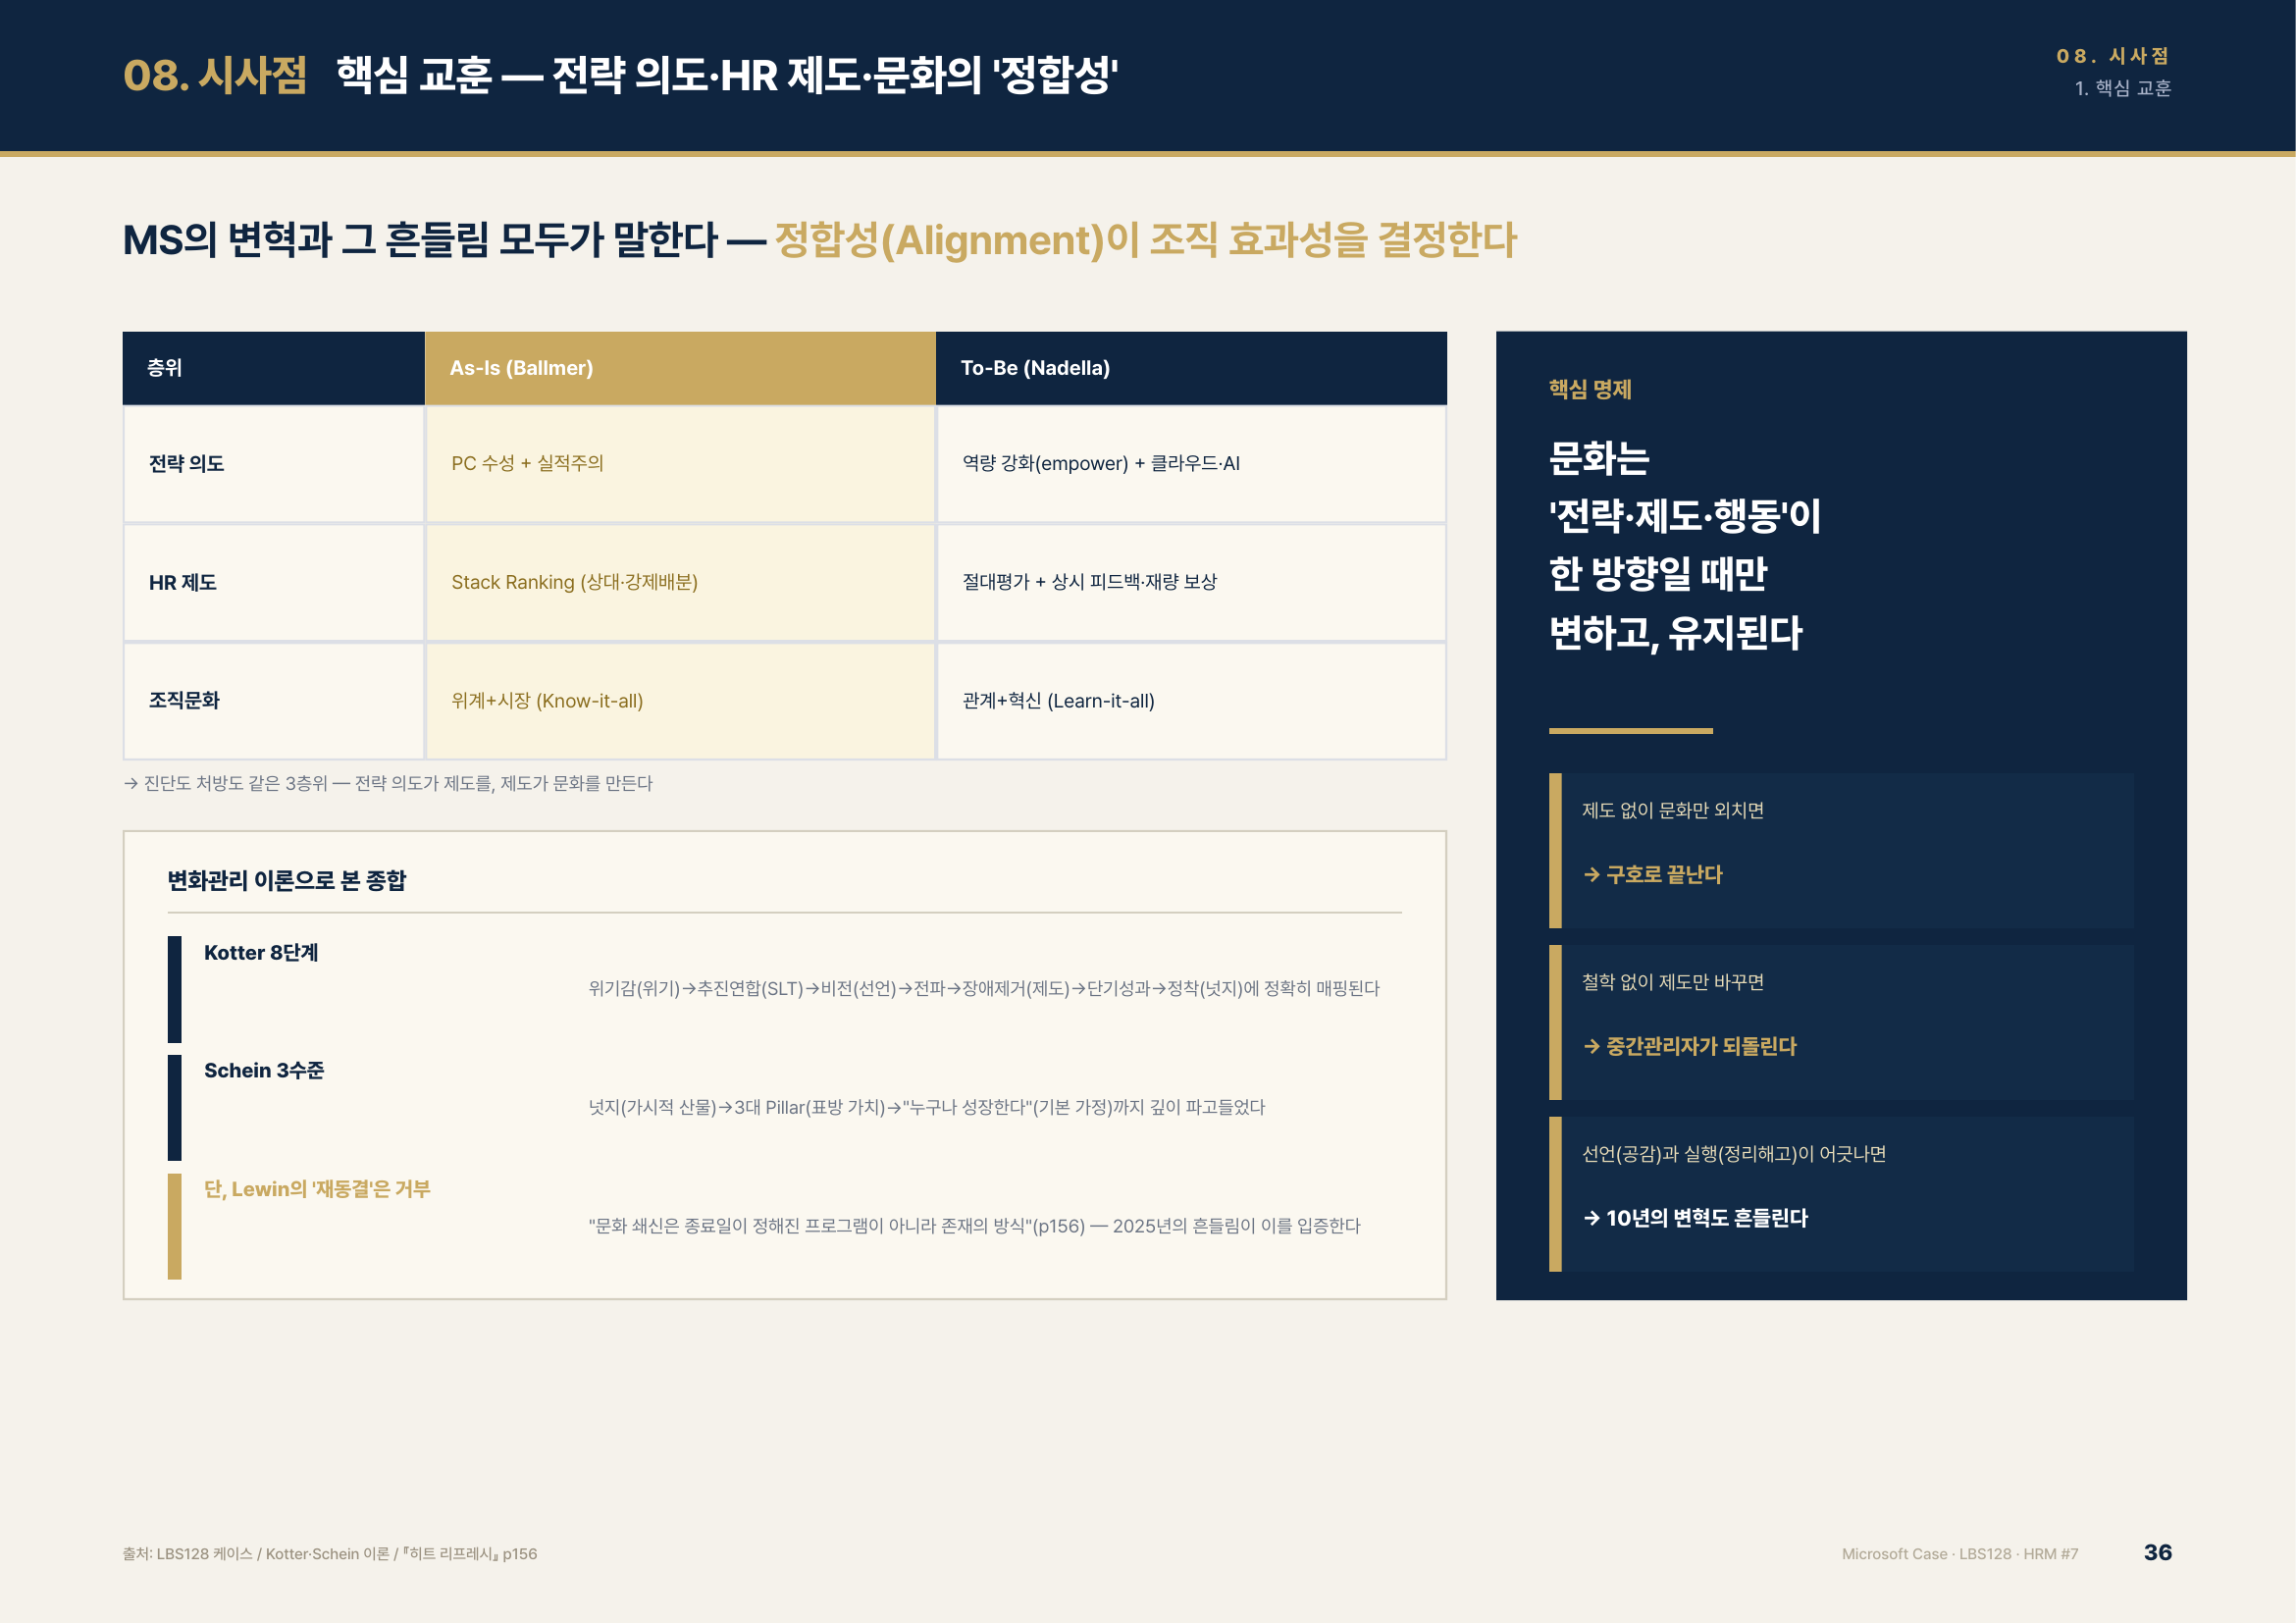 08. 시사점 핵심 교훈 — 전략 의도·HR 제도·문화의 '정합성'
08. 시사점
1. 핵심 교훈
MS의 변혁과 그 흔들림 모두가 말한다 — 정합성(Alignment)이 조직 효과성을 결정한다
층위 As-Is (Ballmer) To-Be (Nadella)
전략 의도 PC 수성 + 실적주의 역량 강화(empower) + 클라우드·AI
HR 제도 Stack Ranking (상대·강제배분) 절대평가 + 상시 피드백·재량 보상
조직문화 위계+시장 (Know-it-all) 관계+혁신 (Learn-it-all)
→ 진단도 처방도 같은 3층위 — 전략 의도가 제도를, 제도가 문화를 만든다
변화관리 이론으로 본 종합
Kotter 8단계
위기감(위기)→추진연합(SLT)→비전(선언)→전파→장애제거(제도)→단기성과→정착(넛지)에 정확히 매핑된다
Schein 3수준
넛지(가시적 산물)→3대 Pillar(표방 가치)→"누구나 성장한다"(기본 가정)까지 깊이 파고들었다
단, Lewin의 '재동결'은 거부
"문화 쇄신은 종료일이 정해진 프로그램이 아니라 존재의 방식"(p156) — 2025년의 흔들림이 이를 입증한다
핵심 명제
문화는
'전략·제도·행동'이
한 방향일 때만
변하고, 유지된다
제도 없이 문화만 외치면
→ 구호로 끝난다
철학 없이 제도만 바꾸면
→ 중간관리자가 되돌린다
선언(공감)과 실행(정리해고)이 어긋나면
→ 10년의 변혁도 흔들린다
출처: LBS128 케이스 / Kotter·Schein 이론 / 『히트 리프레시』 p156
Microsoft Case · LBS128 · HRM #7
36